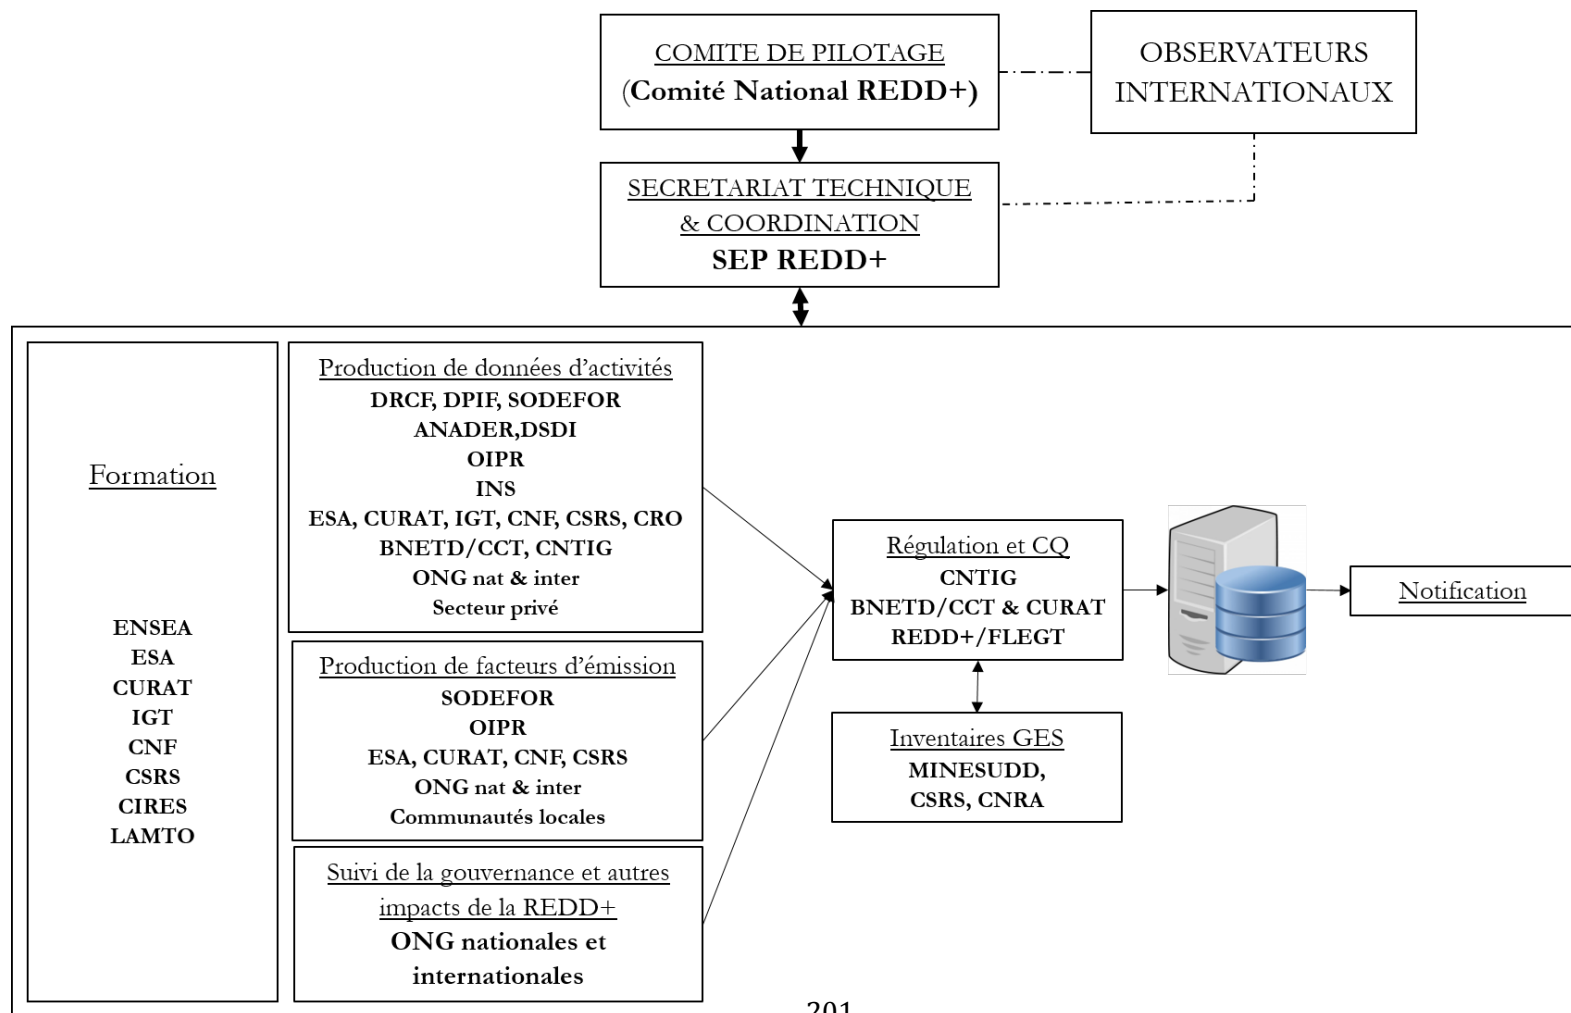 COMITE DE PILOTAGE
(Comité National REDD+)
OBSERVATEURS
INTERNATIONAUX
SECRETARIAT TECHNIQUE
& COORDINATION
SEP REDD+
Formation
ENSEA
ESA
CURAT
IGT
CNF
CSRS
CIRES
LAMTO
Production de données d'activités
DRCF, DPIF, SODEFOR
ANADER,DSDI
OIPR
INS
ESA, CURAT, IGT, CNF, CSRS, CRO
BNETD/CCT, CNTIG
ONG nat & inter
Secteur privé
Production de facteurs d'émission
SODEFOR
OIPR
ESA, CURAT, CNF, CSRS
ONG nat & inter
Communautés locales
Suivi de la gouvernance et autres
impacts de la REDD+
ONG nationales et
internationales
Régulation et CQ
CNTIG
BNETD/CCT & CURAT
REDD+/FLEGT
Inventaires GES
MINESUDD,
CSRS, CNRA
Notification
201